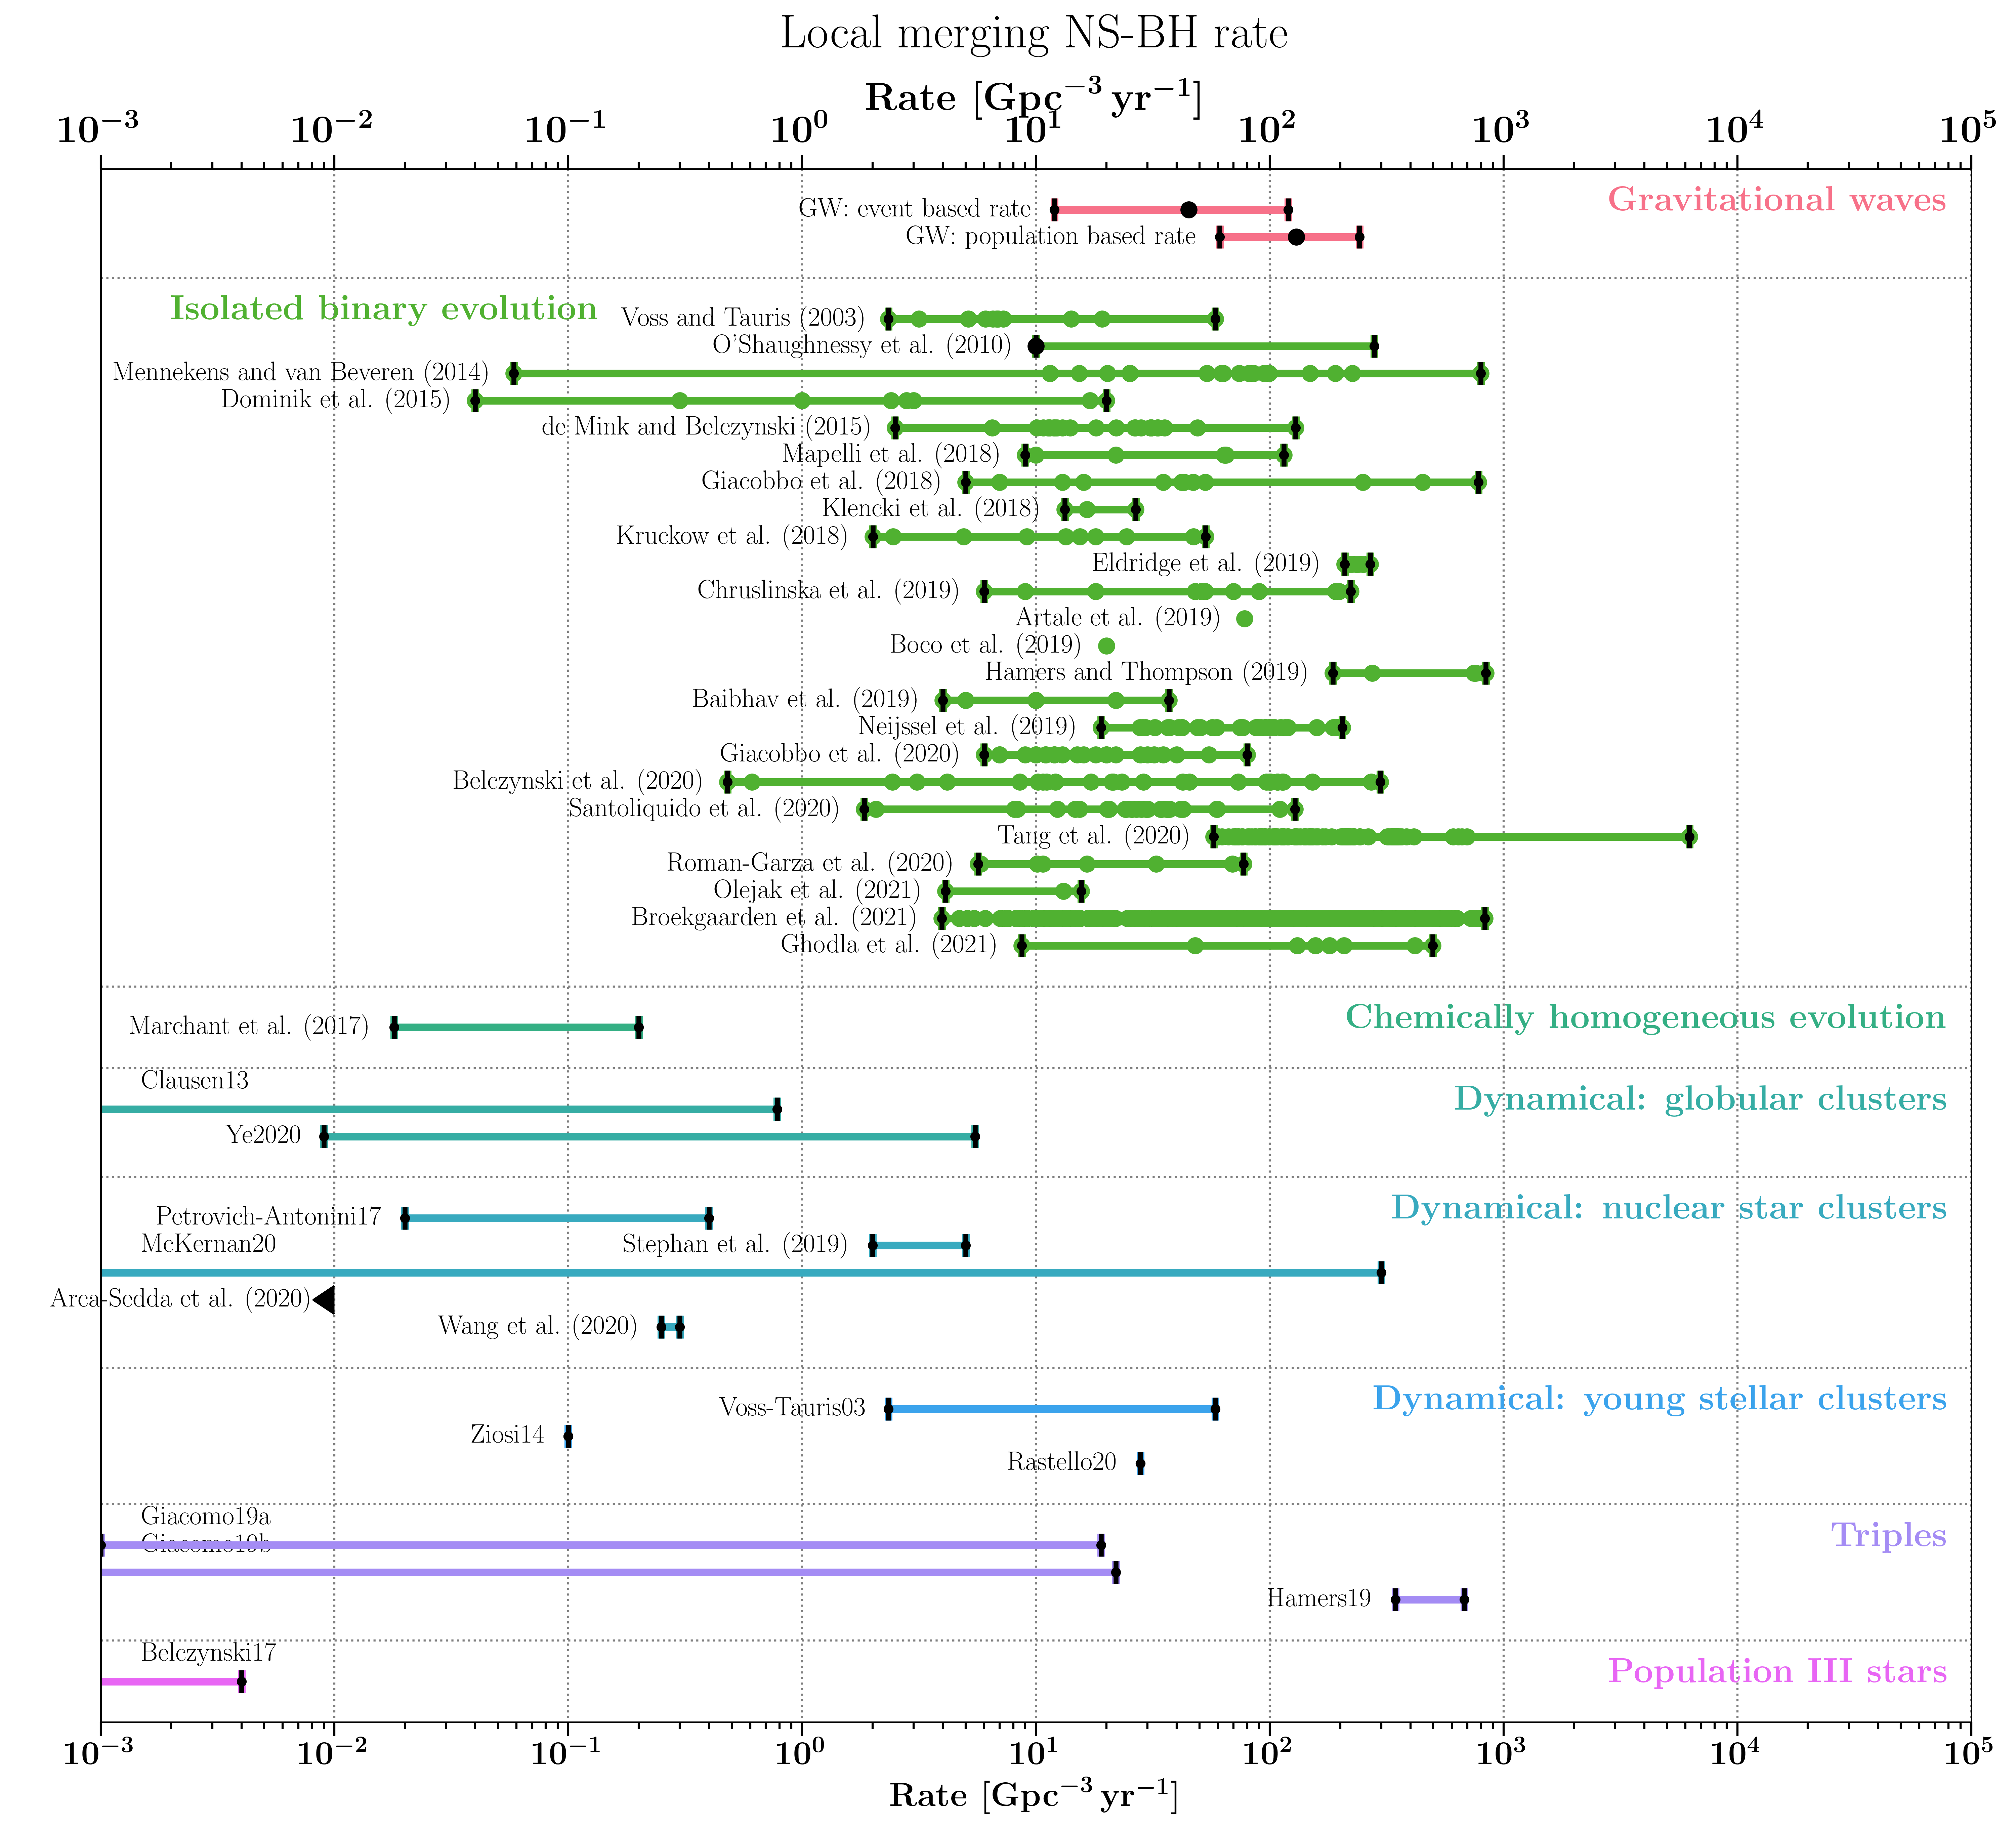 Local merging NS-BH rate
Rate [Gpc⁻³ yr⁻¹]
10⁻³ 10⁻² 10⁻¹ 10⁰ 10¹ 10² 10³ 10⁴ 10⁵
Gravitational waves
GW: event based rate
GW: population based rate
Isolated binary evolution
Voss and Tauris (2003)
O'Shaughnessy et al. (2010)
Mennekens and van Beveren (2014)
Dominik et al. (2015)
de Mink and Belczynski (2015)
Mapelli et al. (2018)
Giacobbo et al. (2018)
Klencki et al. (2018)
Kruckow et al. (2018)
Eldridge et al. (2019)
Chruslinska et al. (2019)
Artale et al. (2019)
Boco et al. (2019)
Hamers and Thompson (2019)
Baibhav et al. (2019)
Neijssel et al. (2019)
Giacobbo et al. (2020)
Belczynski et al. (2020)
Santoliquido et al. (2020)
Tang et al. (2020)
Roman-Garza et al. (2020)
Olejak et al. (2021)
Broekgaarden et al. (2021)
Ghodla et al. (2021)
Chemically homogeneous evolution
Marchant et al. (2017)
Clausen13
Dynamical: globular clusters
Ye2020
Dynamical: nuclear star clusters
Petrovich-Antonini17
McKernan20
Stephan et al. (2019)
Arca-Sedda et al. (2020)
Wang et al. (2020)
Dynamical: young stellar clusters
Voss-Tauris03
Ziosi14
Rastello20
Giacomo19a
Triples
Giacomo19b
Hamers19
Belczynski17
Population III stars
10⁻³ 10⁻² 10⁻¹ 10⁰ 10¹ 10² 10³ 10⁴ 10⁵
Rate [Gpc⁻³ yr⁻¹]